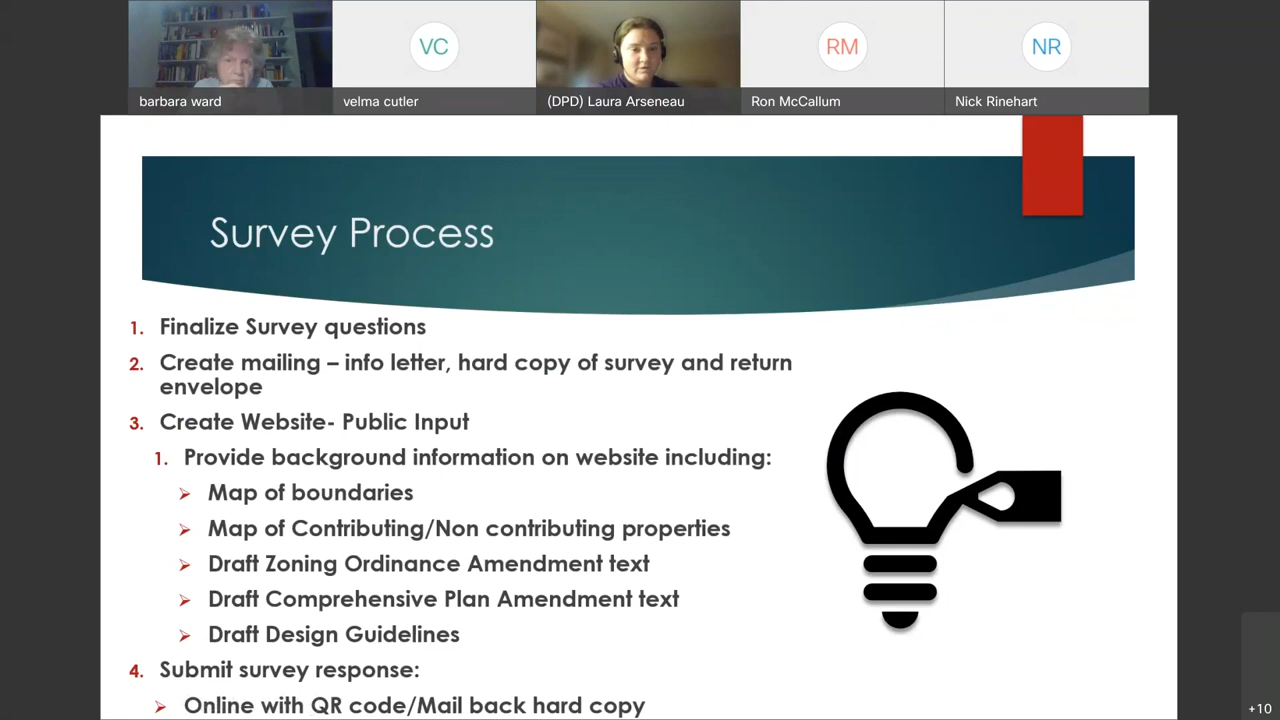 VC
RM
NR
barbara ward
velma cutler
(DPD) Laura Arseneau
Ron McCallum
Nick Rinehart
Survey Process
1. Finalize Survey questions
2. Create mailing – info letter, hard copy of survey and return
envelope
3. Create Website- Public Input
1. Provide background information on website including:
Map of boundaries
Map of Contributing/Non contributing properties
Draft Zoning Ordinance Amendment text
Draft Comprehensive Plan Amendment text
Draft Design Guidelines
4. Submit survey response:
Online with QR code/Mail back hard copy
+10